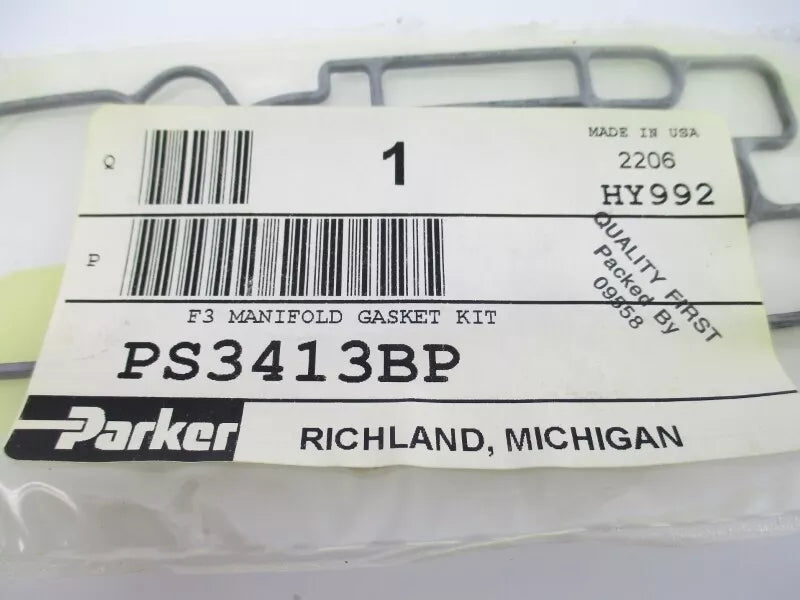 Q
1
MADE IN USA
2206
HY992
P
QUALITY FIRST
Packed By
09858
F3 MANIFOLD GASKET KIT
PS3413BP
Parker
RICHLAND, MICHIGAN